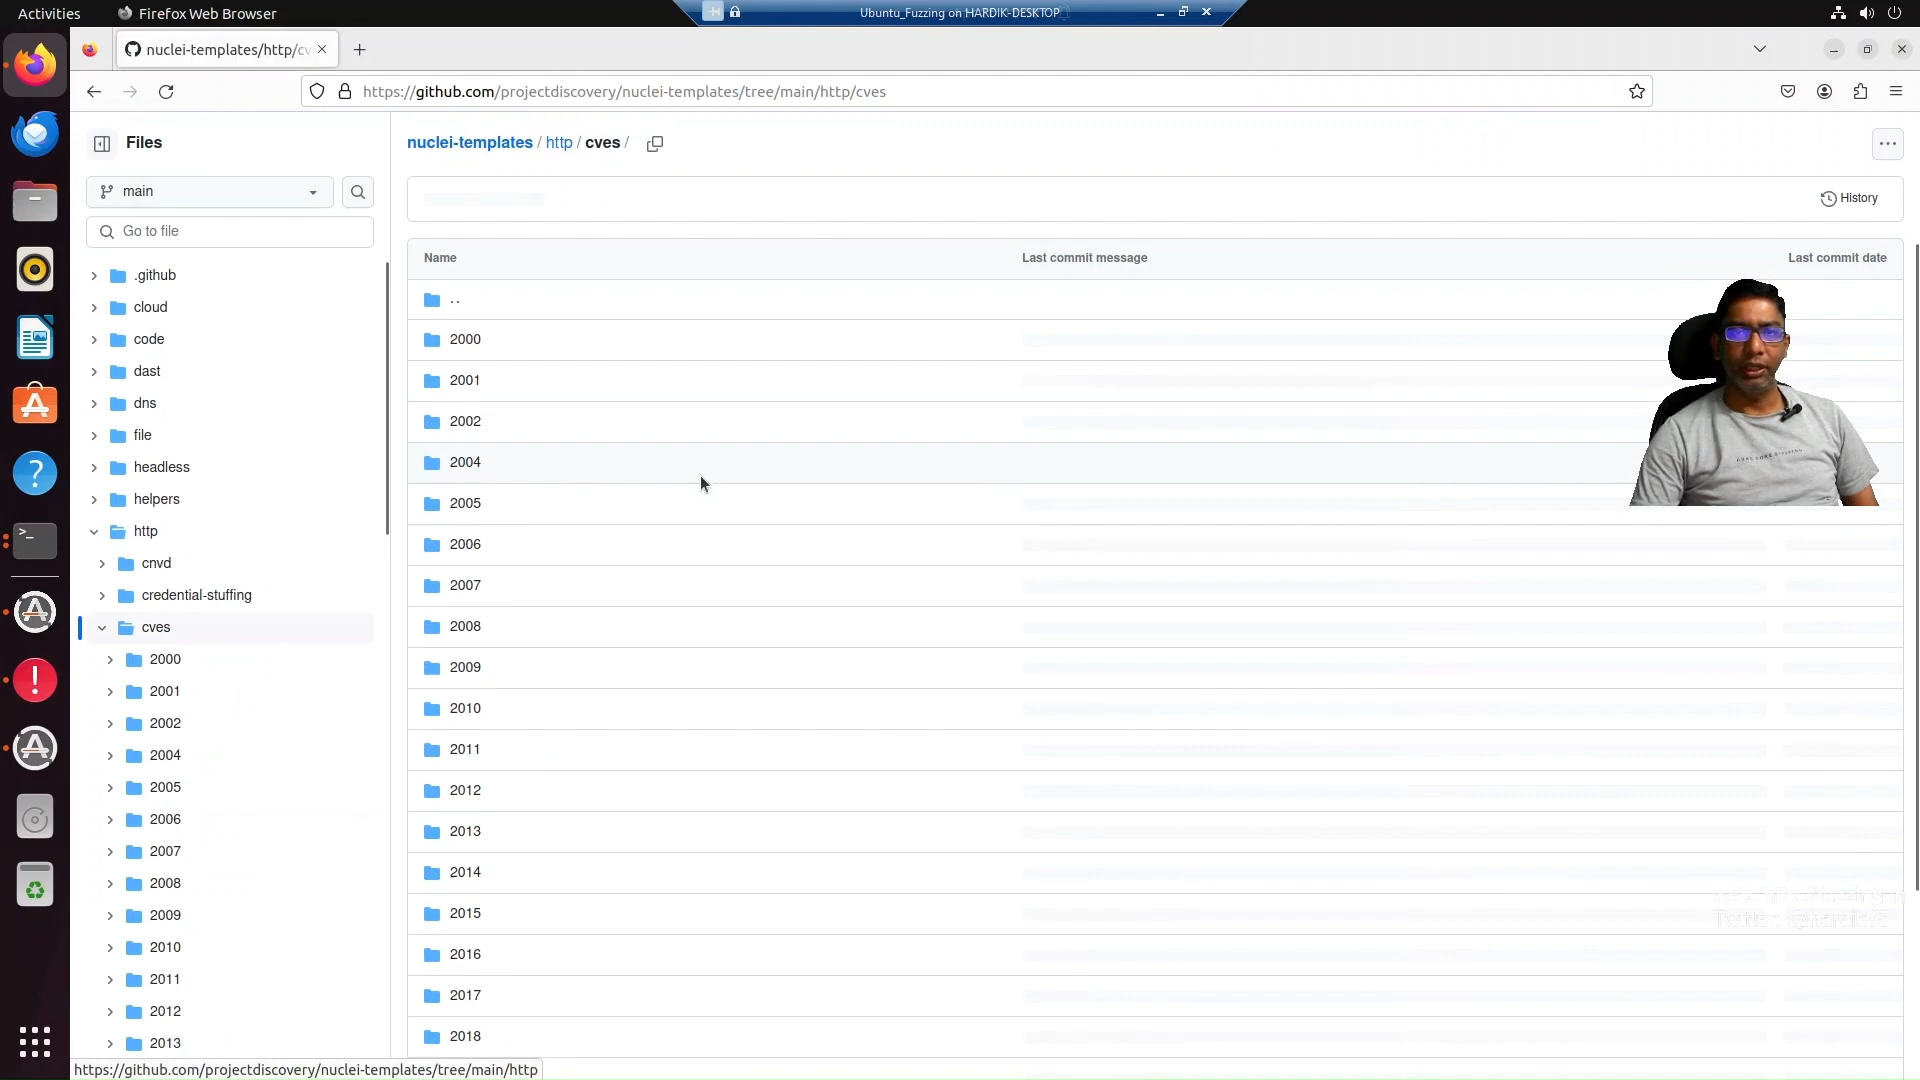 Activities
Firefox Web Browser
Ubuntu_Fuzzing on HARDIK-DESKTOP
nuclei-templates/http/cv
https://github.com/projectdiscovery/nuclei-templates/tree/main/http/cves
Files
nuclei-templates / http / cves /
main
History
Go to file
Name
Last commit message
Last commit date
.github
cloud
code
dast
dns
file
headless
helpers
http
cnvd
credential-stuffing
cves
2000
2001
2002
2004
2005
2006
2007
2008
2009
2010
2011
2012
2013
..
2000
2001
2002
2004
2005
2006
2007
2008
2009
2010
2011
2012
2013
2014
2015
2016
2017
2018
https://github.com/projectdiscovery/nuclei-templates/tree/main/http